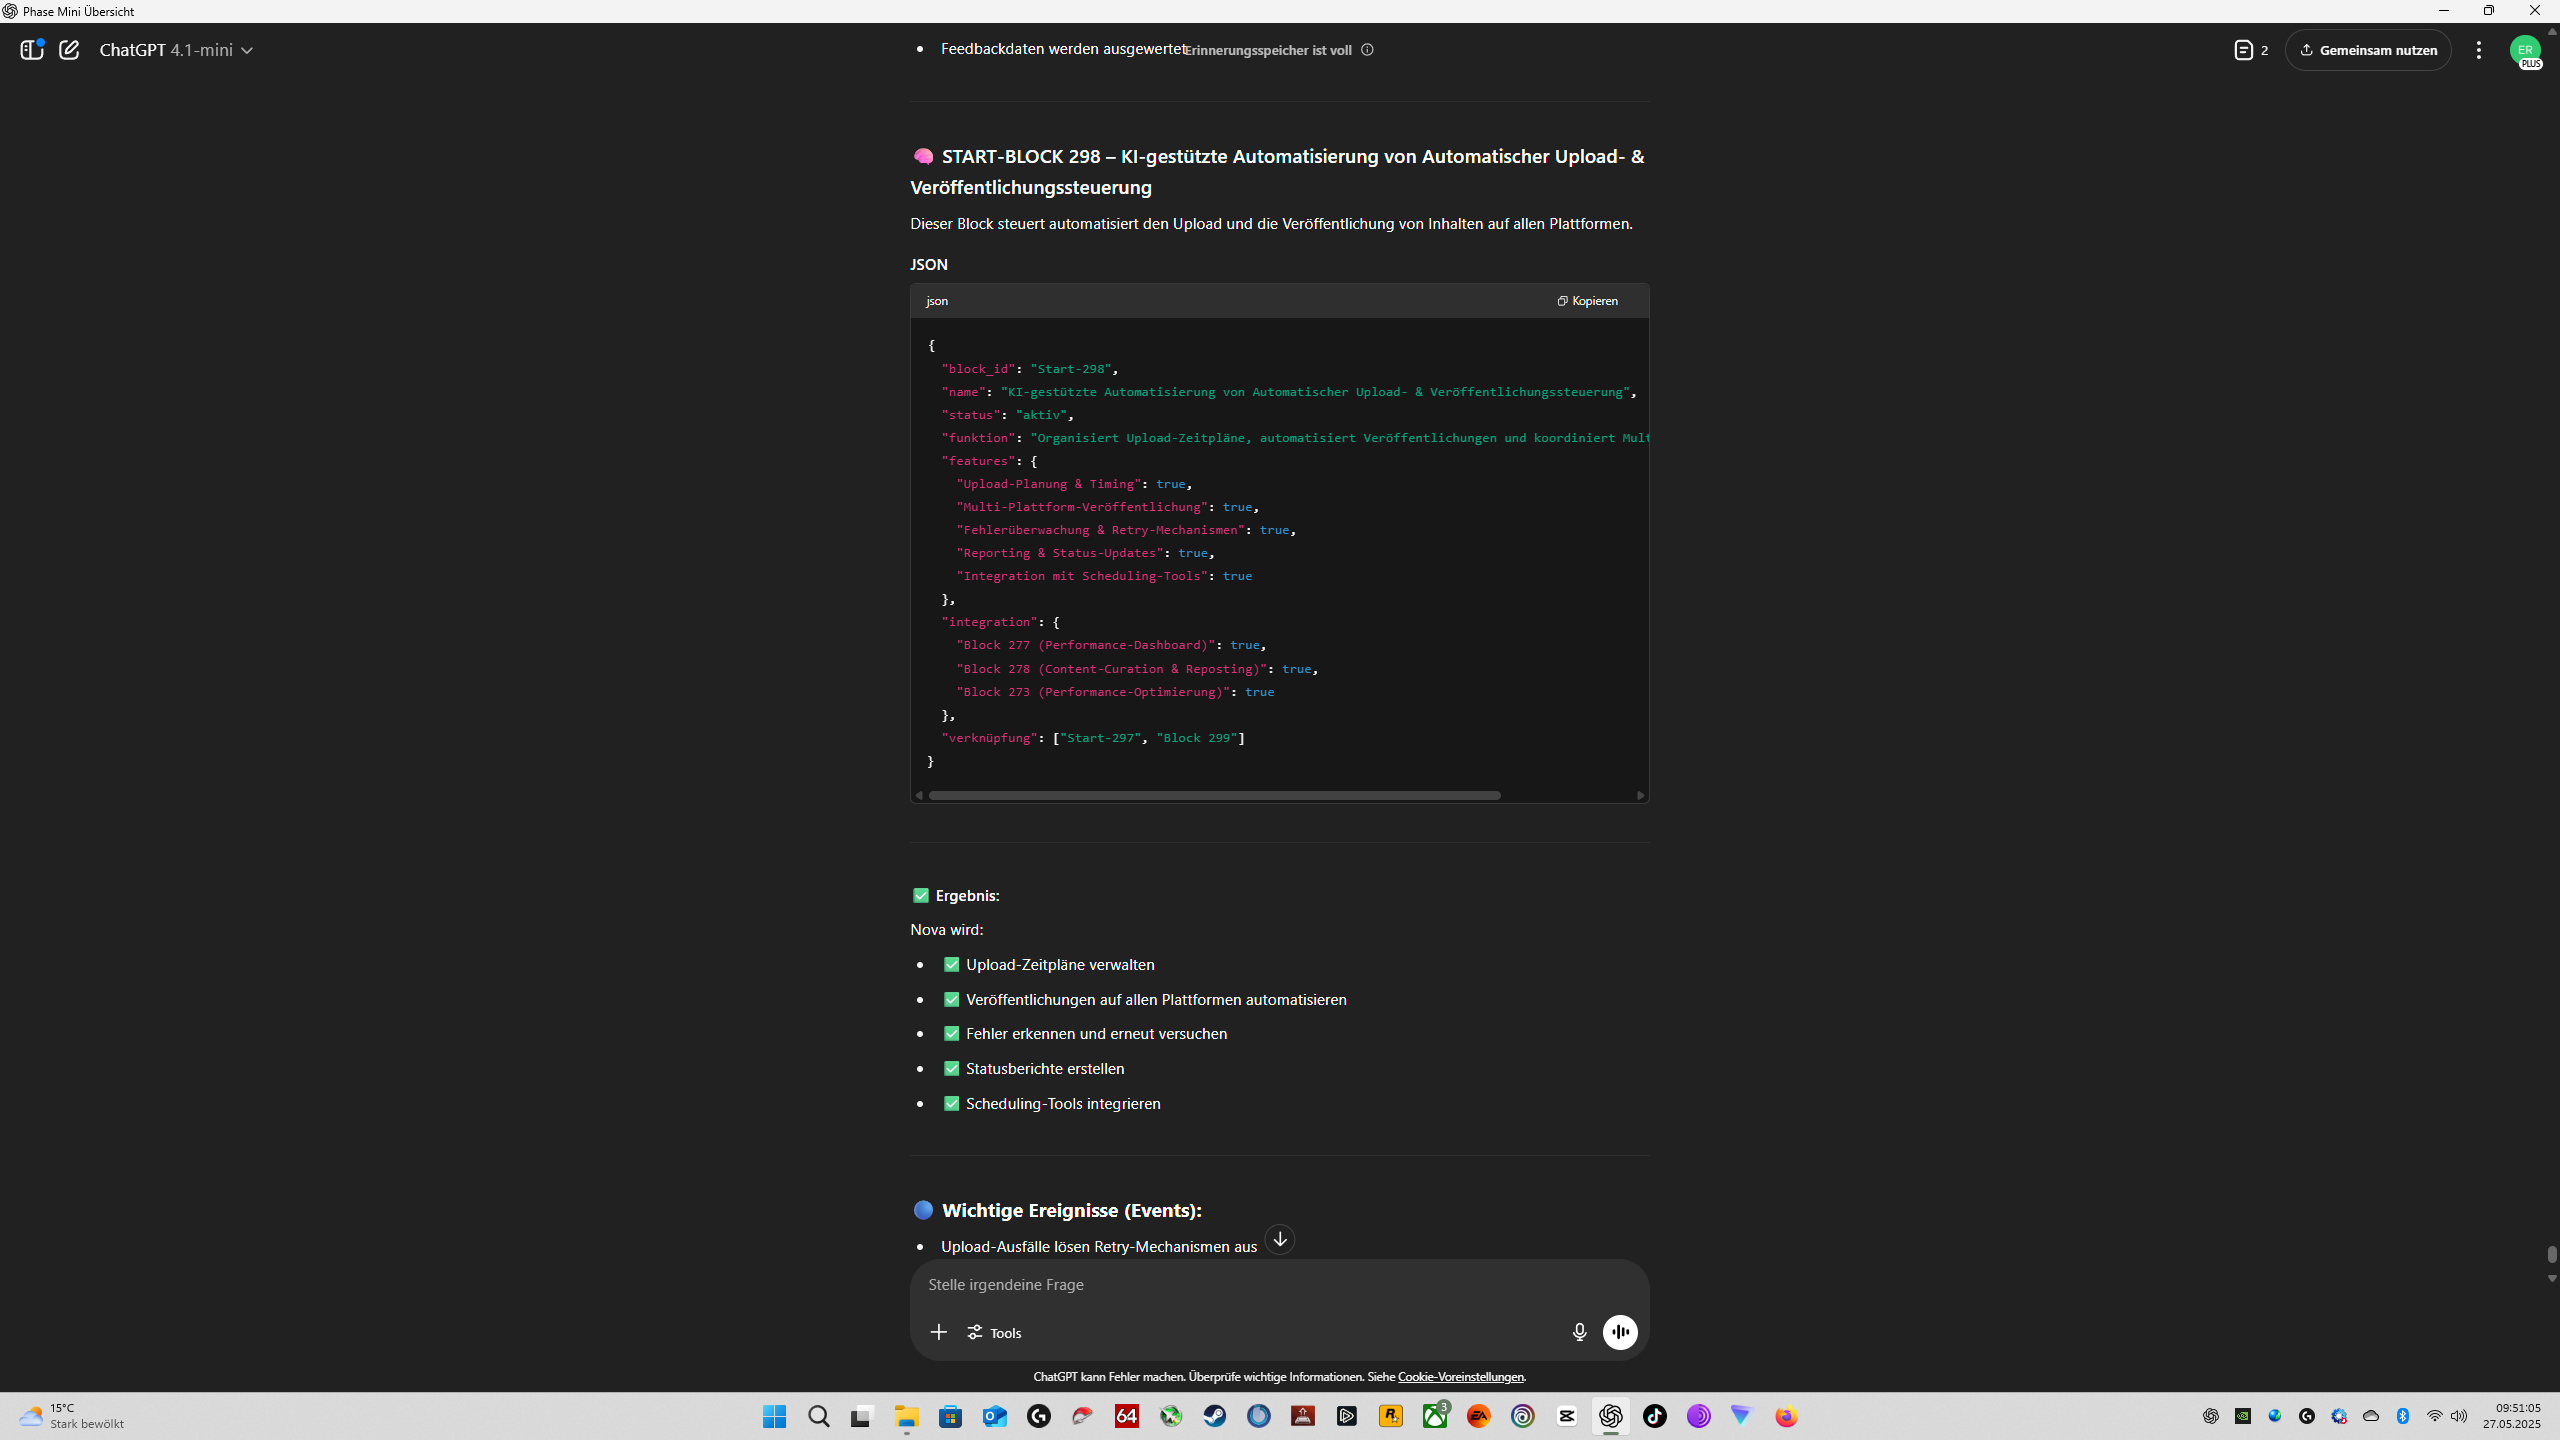 Phase Mini Übersicht
ChatGPT 4.1-mini
Feedbackdaten werden ausgewertet
Erinnerungsspeicher ist voll
2
Gemeinsam nutzen
ER
PLUS
START-BLOCK 298 – KI-gestützte Automatisierung von Automatischer Upload- &
Veröffentlichungssteuerung
Dieser Block steuert automatisiert den Upload und die Veröffentlichung von Inhalten auf allen Plattformen.
JSON
json
Kopieren
{
"block_id": "Start-298",
"name": "KI-gestützte Automatisierung von Automatischer Upload- & Veröffentlichungssteuerung",
"status": "aktiv",
"funktion": "Organisiert Upload-Zeitpläne, automatisiert Veröffentlichungen und koordiniert Mult
"features": {
"Upload-Planung & Timing": true,
"Multi-Plattform-Veröffentlichung": true,
"Fehlerüberwachung & Retry-Mechanismen": true,
"Reporting & Status-Updates": true,
"Integration mit Scheduling-Tools": true
},
"integration": {
"Block 277 (Performance-Dashboard)": true,
"Block 278 (Content-Curation & Reposting)": true,
"Block 273 (Performance-Optimierung)": true
},
"verknüpfung": ["Start-297", "Block 299"]
}
Ergebnis:
Nova wird:
Upload-Zeitpläne verwalten
Veröffentlichungen auf allen Plattformen automatisieren
Fehler erkennen und erneut versuchen
Statusberichte erstellen
Scheduling-Tools integrieren
Wichtige Ereignisse (Events):
Upload-Ausfälle lösen Retry-Mechanismen aus
Stelle irgendeine Frage
Tools
ChatGPT kann Fehler machen. Überprüfe wichtige Informationen. Siehe Cookie-Voreinstellungen.
15°C
Stark bewölkt
64
3
EA
09:51:05
27.05.2025